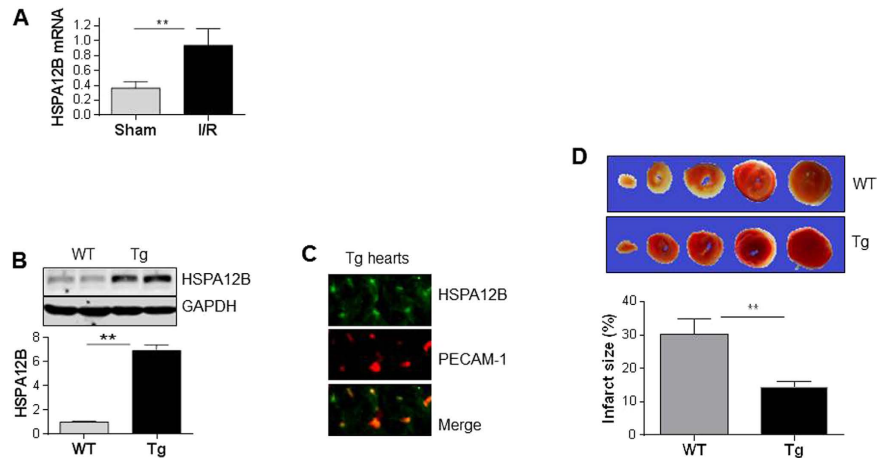 A
HSPA12B mRNA
1.2
1.0
0.8
0.6
0.4
0.2
0.0
**
Sham I/R
B
WT Tg
HSPA12B
GAPDH
HSPA12B
8
6
4
2
0
**
WT Tg
C
Tg hearts
HSPA12B
PECAM-1
Merge
D
WT
Tg
Infarct size (%)
40
30
20
10
0
**
WT Tg